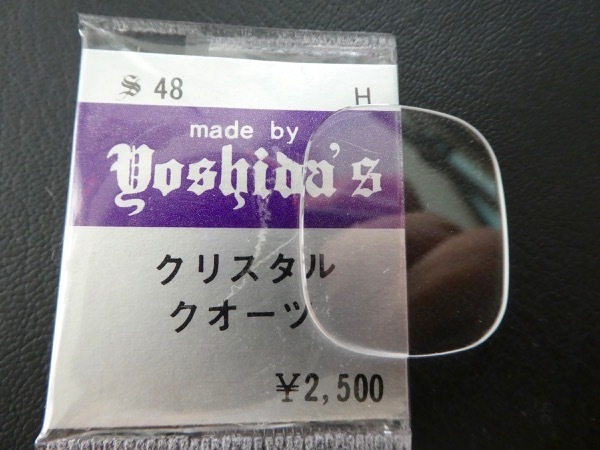 S 48 H
made by
Yoshida's
クリスタル
クオーツ
¥2,500